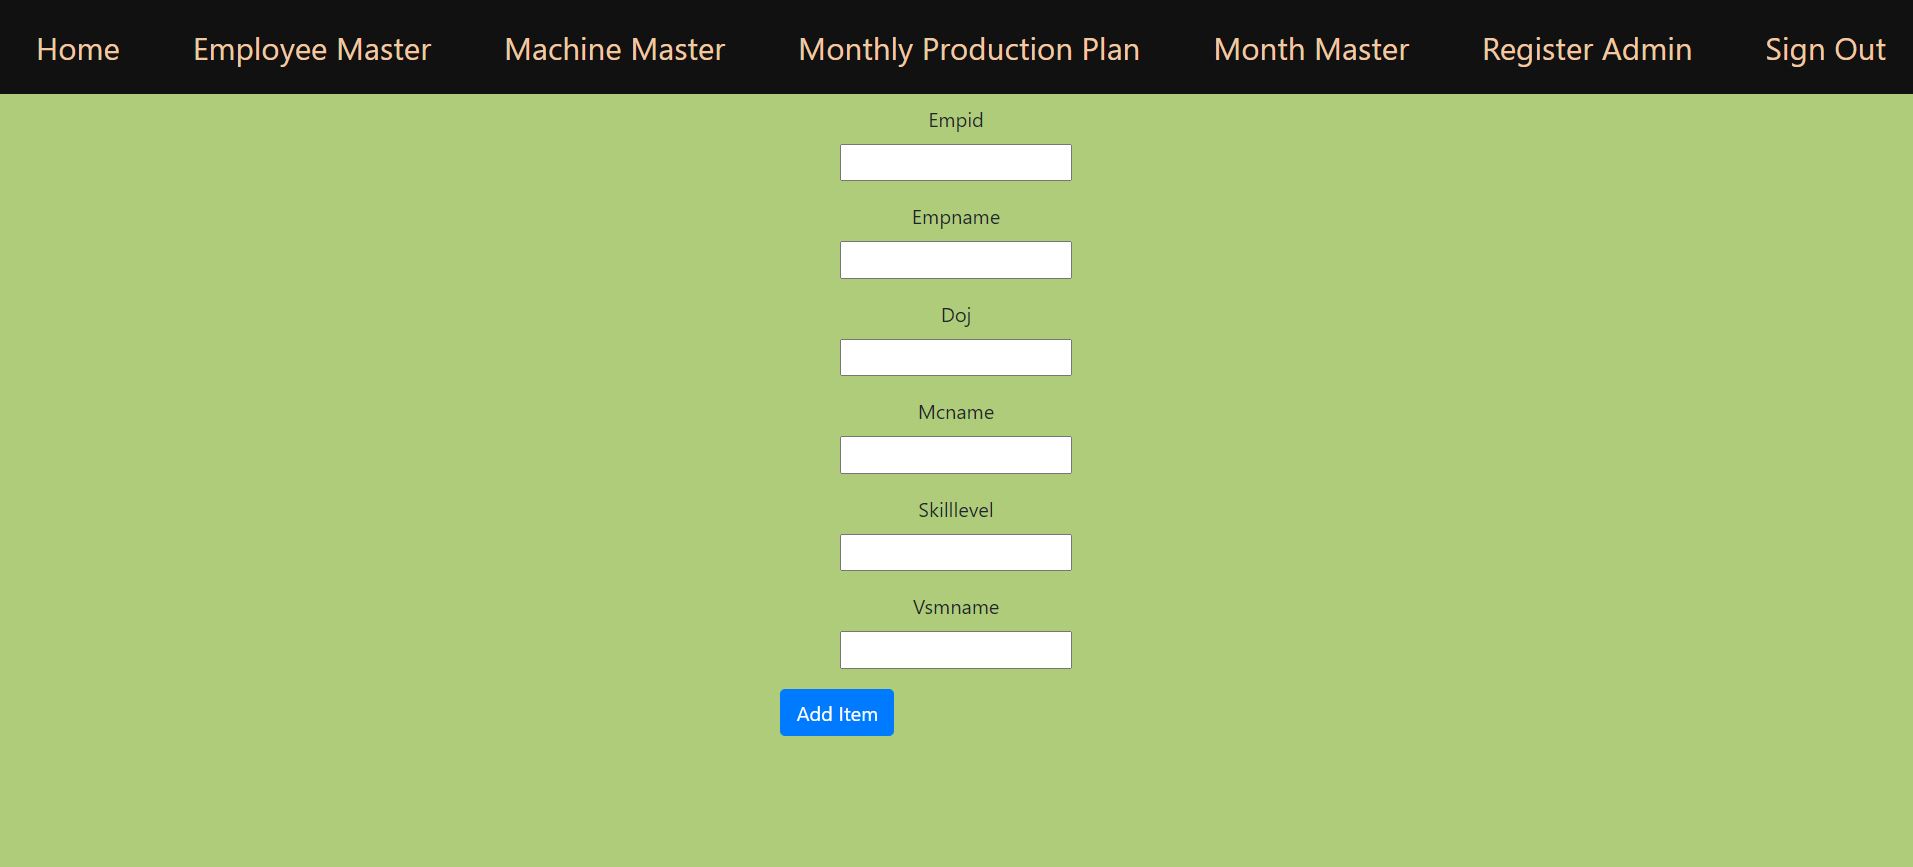 Home Employee Master Machine Master Monthly Production Plan Month Master Register Admin Sign Out
Empid
Empname
Doj
Mcname
Skilllevel
Vsmname
Add Item